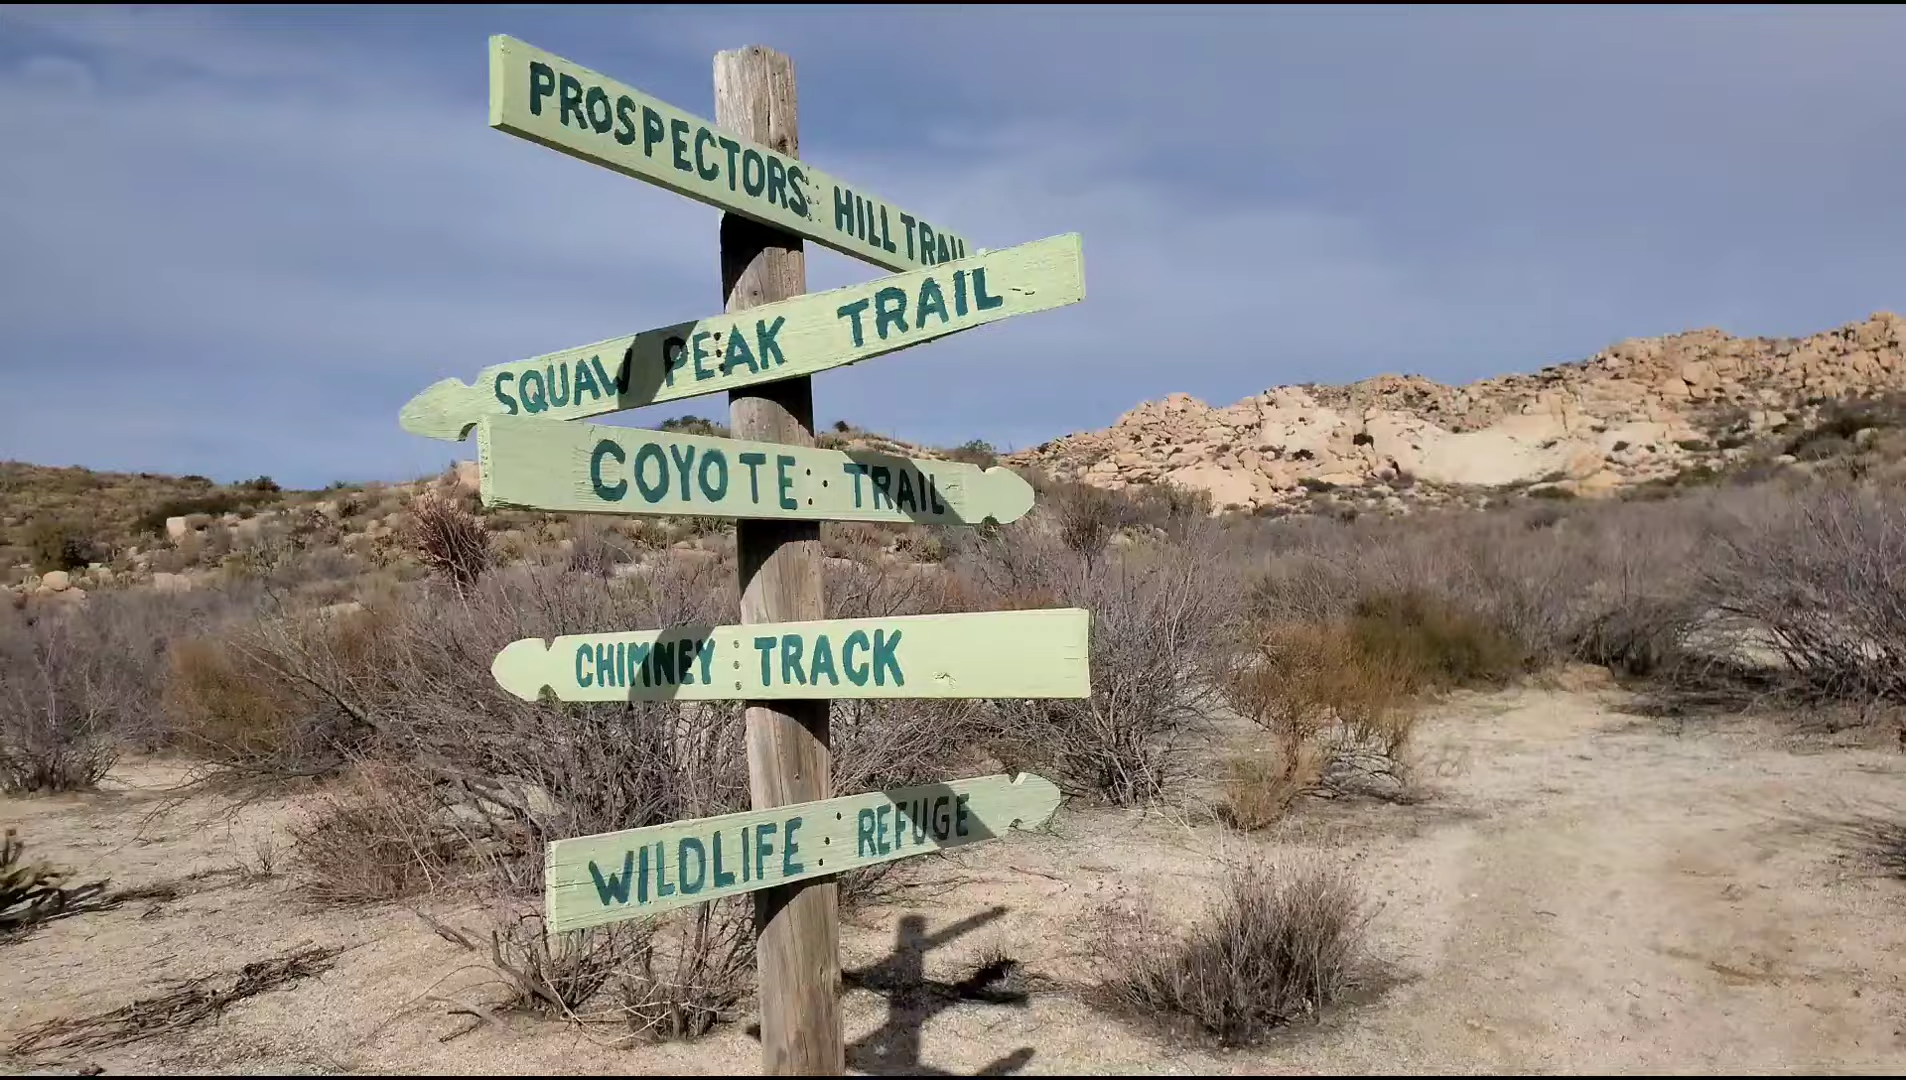 PROSPECTORS HILL TRAIL
SQUAW PEAK TRAIL
COYOTE TRAIL
CHIMNEY TRACK
WILDLIFE REFUGE